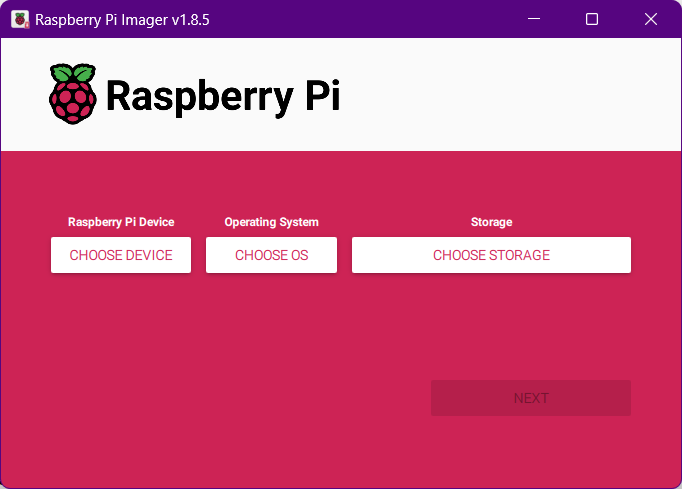 Raspberry Pi Imager v1.8.5
Raspberry Pi
Raspberry Pi Device
Operating System
Storage
CHOOSE DEVICE
CHOOSE OS
CHOOSE STORAGE
NEXT